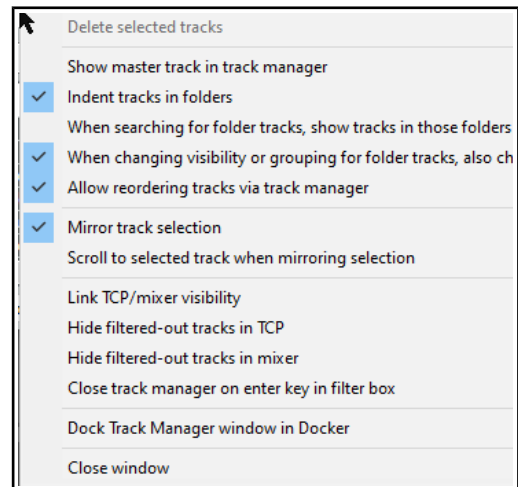 Delete selected tracks
Show master track in track manager
Indent tracks in folders
When searching for folder tracks, show tracks in those folders
When changing visibility or grouping for folder tracks, also ch
Allow reordering tracks via track manager
Mirror track selection
Scroll to selected track when mirroring selection
Link TCP/mixer visibility
Hide filtered-out tracks in TCP
Hide filtered-out tracks in mixer
Close track manager on enter key in filter box
Dock Track Manager window in Docker
Close window